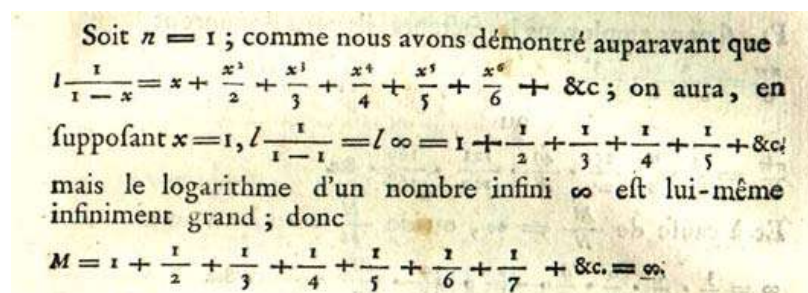 Soit n = 1 ; comme nous avons démontré auparavant que
l 1/(1 − x) = x + x²/2 + x³/3 + x⁴/4 + x⁵/5 + x⁶/6 + &c ; on aura, en
ſuppoſant x = 1, l 1/(1 − 1) = l ∞ = 1 + 1/2 + 1/3 + 1/4 + 1/5 + &c;
mais le logarithme d'un nombre infini ∞ eſt lui-même
infiniment grand ; donc
M = 1 + 1/2 + 1/3 + 1/4 + 1/5 + 1/6 + 1/7 + &c. = ∞.